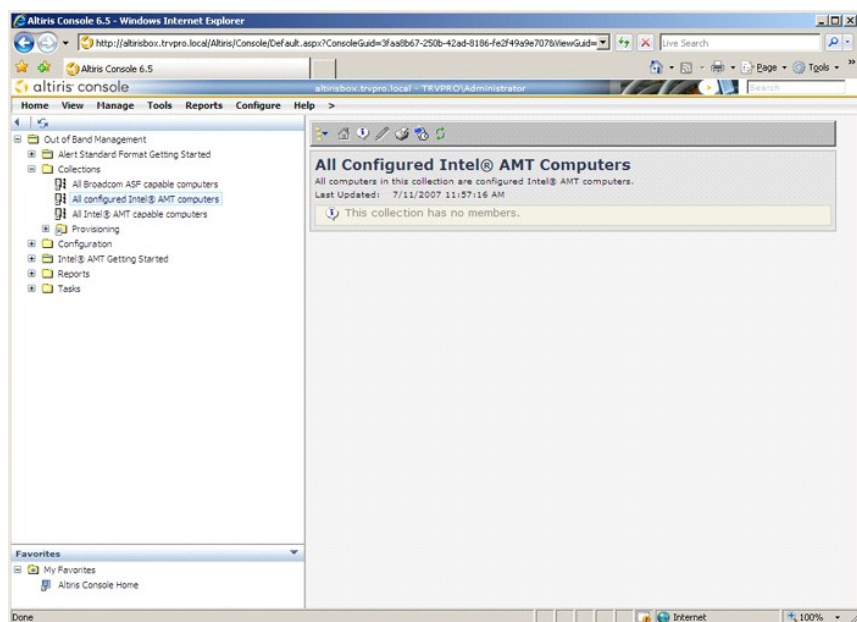 Altiris Console 6.5 - Windows Internet Explorer
http://altirisbox.trvpro.local/Altiris/Console/Default.aspx?ConsoleGuid=3faa8b67-250b-42ad-8186-fe2f49a9e707&ViewGuid=
Live Search
Altiris Console 6.5
Page
Tools
»
altiris console
altirisbox.trvpro.local - TRVPRO\Administrator
Search
Home View Manage Tools Reports Configure Help >
Out of Band Management
Alert Standard Format Getting Started
Collections
All Broadcom ASF capable computers
All configured Intel® AMT computers
All Intel® AMT capable computers
Provisioning
Configuration
Intel® AMT Getting Started
Reports
Tasks
All Configured Intel® AMT Computers
All computers in this collection are configured Intel® AMT computers.
Last Updated: 7/11/2007 11:57:16 AM
This collection has no members.
Favorites
My Favorites
Altiris Console Home
Done
Internet
100%